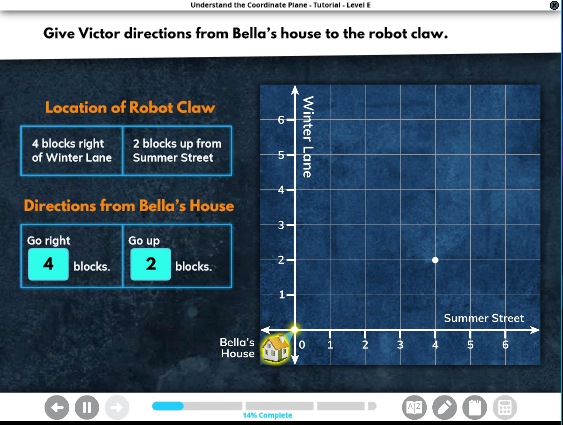 Understand the Coordinate Plane - Tutorial - Level E
Give Victor directions from Bella's house to the robot claw.
Location of Robot Claw
4 blocks right
of Winter Lane
2 blocks up from
Summer Street
Directions from Bella's House
Go right
4 blocks.
Go up
2 blocks.
Winter Lane
6
5
4
3
2
1
Summer Street
Bella's
House
0 1 2 3 4 5 6
A Z
14% Complete